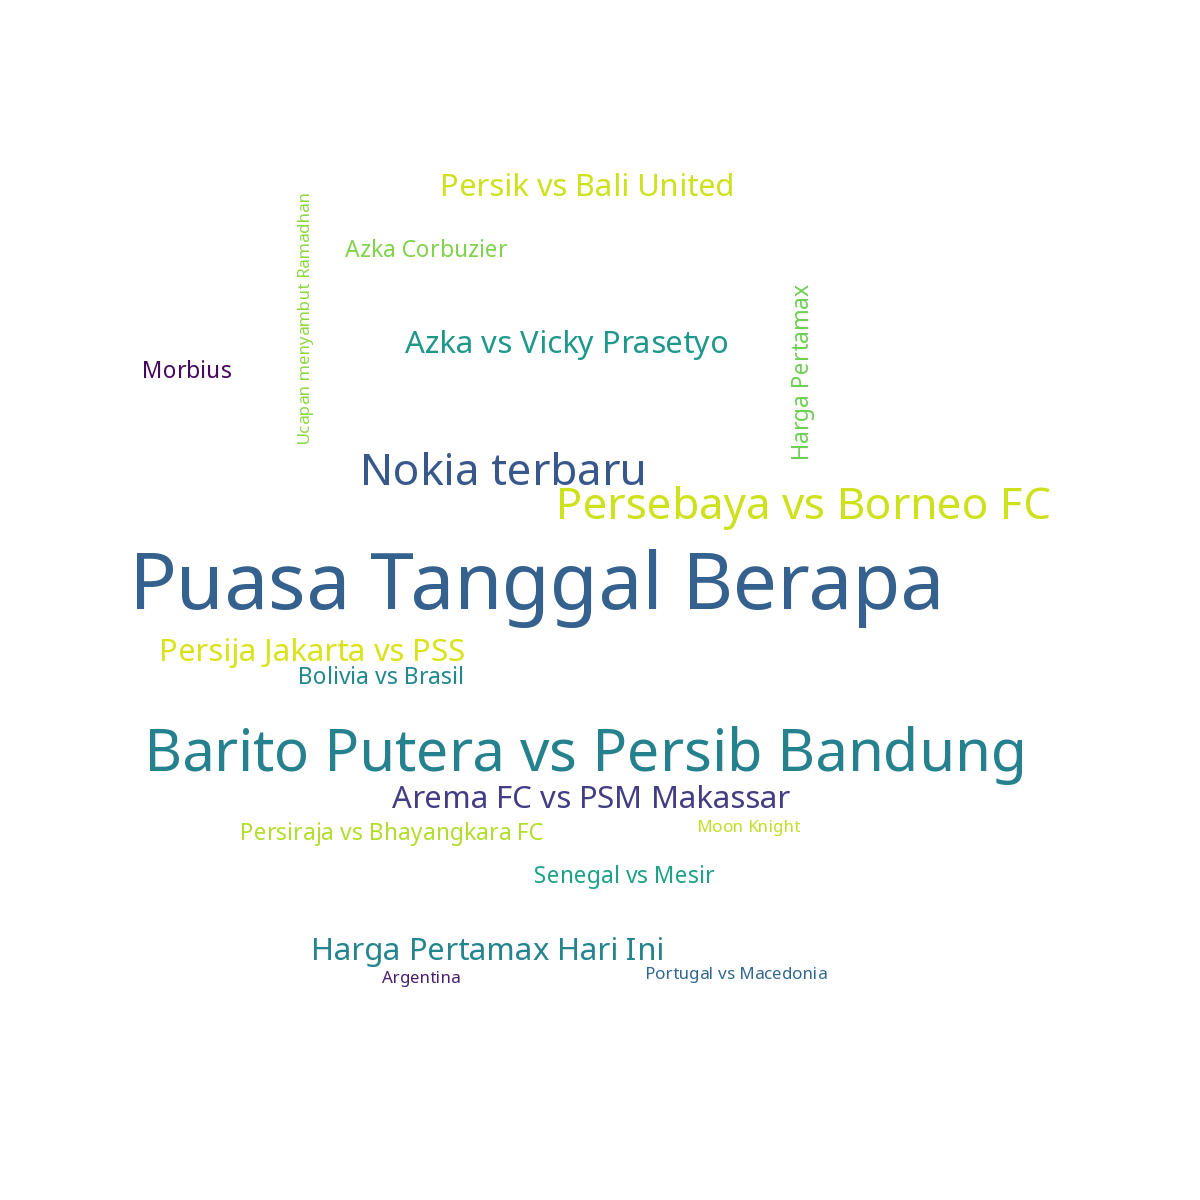 Persik vs Bali United
Ucapan menyambut Ramadhan
Azka Corbuzier
Harga Pertamax
Azka vs Vicky Prasetyo
Morbius
Nokia terbaru
Persebaya vs Borneo FC
Puasa Tanggal Berapa
Persija Jakarta vs PSS
Bolivia vs Brasil
Barito Putera vs Persib Bandung
Arema FC vs PSM Makassar
Persiraja vs Bhayangkara FC
Moon Knight
Senegal vs Mesir
Harga Pertamax Hari Ini
Argentina
Portugal vs Macedonia